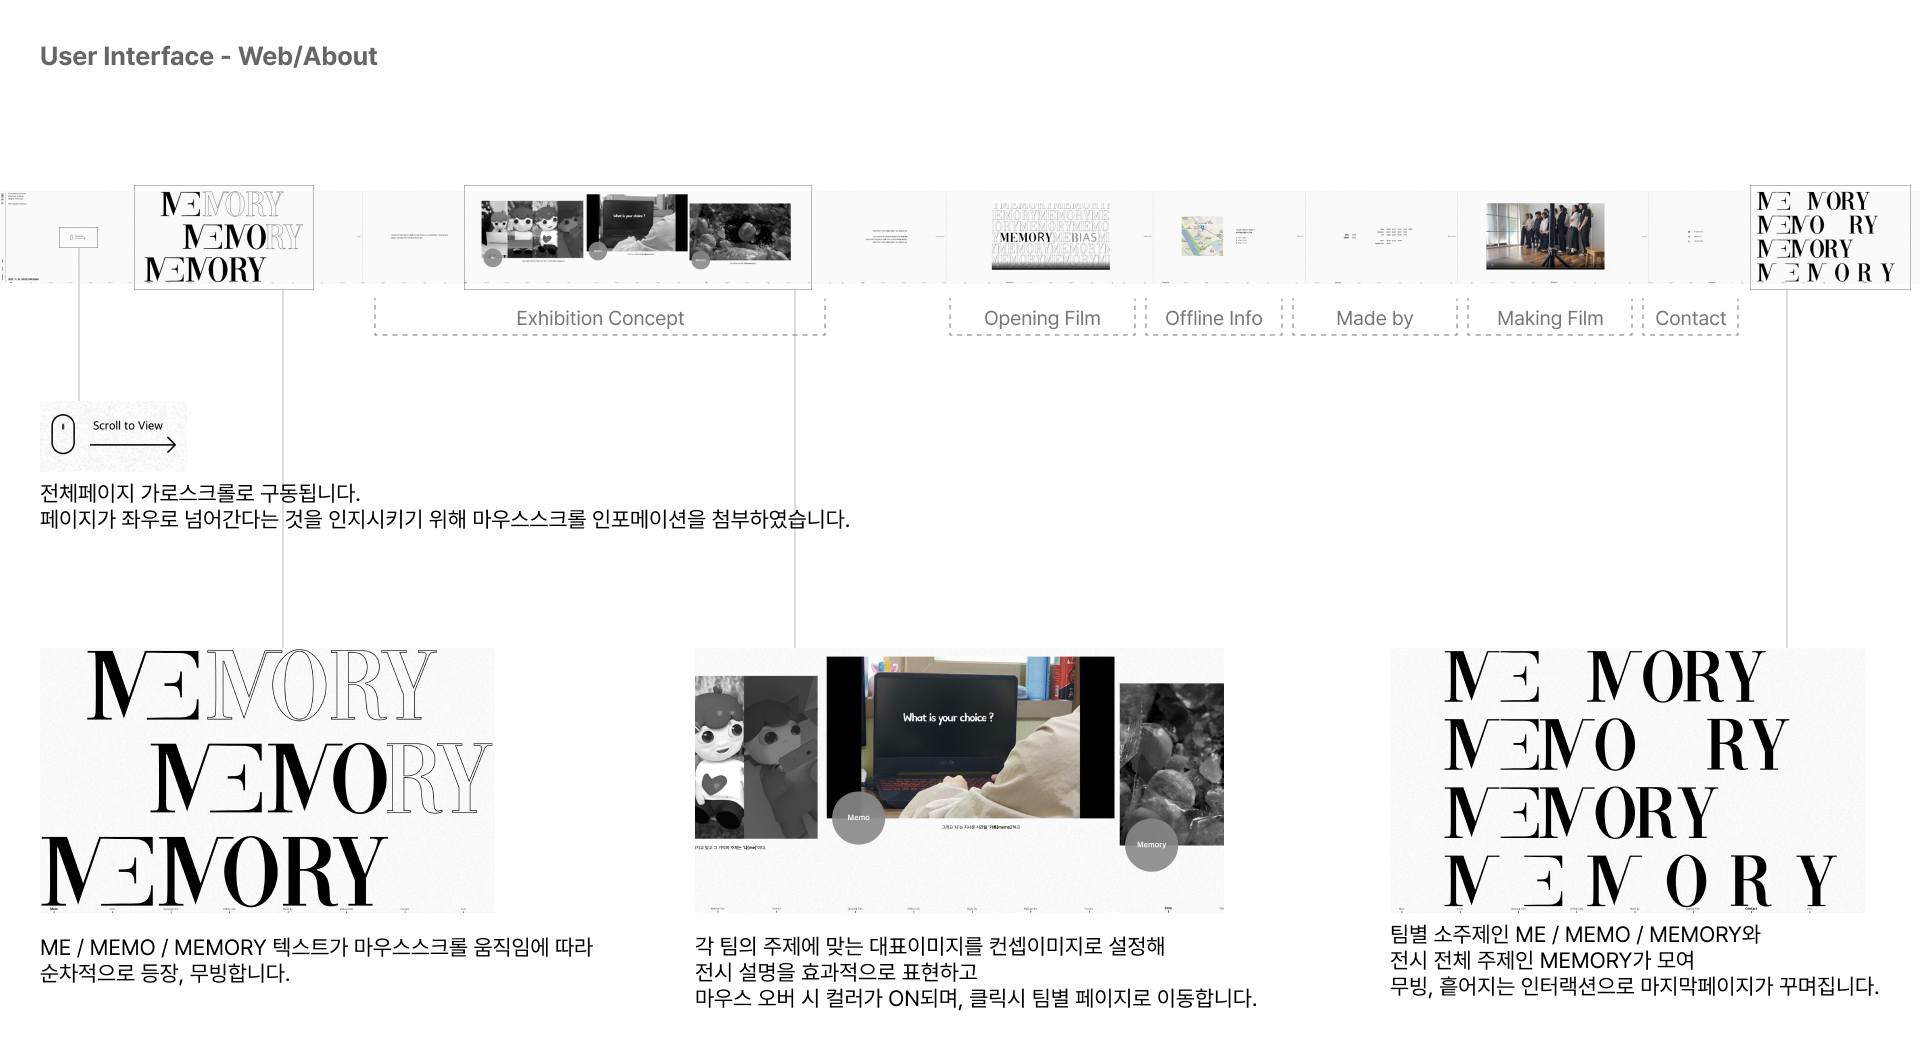 User Interface - Web/About
MEMORY
MEMORY
MEMORY
What is your choice ?
MEMORYMEBIAS
ME MORY
MEMO RY
MEMORY
M E M O R Y
Exhibition Concept
Opening Film
Offline Info
Made by
Making Film
Contact
Scroll to View
전체페이지 가로스크롤로 구동됩니다.
페이지가 좌우로 넘어간다는 것을 인지시키기 위해 마우스스크롤 인포메이션을 첨부하였습니다.
MEMORY
MEMORY
MEMORY
What is your choice ?
Memo
Memory
ME MORY
MEMO RY
MEMORY
M E M O R Y
Contact
ME / MEMO / MEMORY 텍스트가 마우스스크롤 움직임에 따라
순차적으로 등장, 무빙합니다.
각 팀의 주제에 맞는 대표이미지를 컨셉이미지로 설정해
전시 설명을 효과적으로 표현하고
마우스 오버 시 컬러가 ON되며, 클릭시 팀별 페이지로 이동합니다.
팀별 소주제인 ME / MEMO / MEMORY와
전시 전체 주제인 MEMORY가 모여
무빙, 흩어지는 인터랙션으로 마지막페이지가 꾸며집니다.